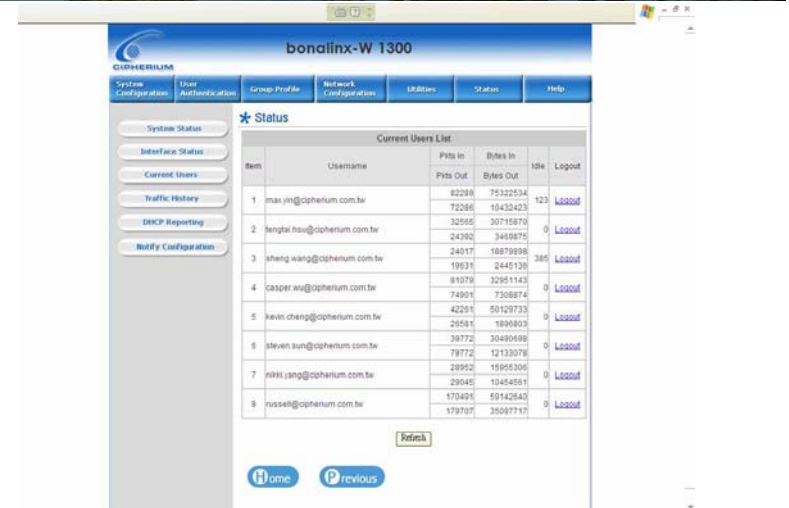 bonalinx-W 1300
CIPHERIUM
System Configuration
User Authentication
Group Profile
Network Configuration
Utilities
Status
Help
System Status
Interface Status
Current Users
Traffic History
DHCP Reporting
Notify Configuration
Status
Current Users List
Item Username Pkts In Bytes In Idle Logout
Pkts Out Bytes Out
1 max.yin@cipherium.com.tw 82289 75322534 123 Logout
72286 10432423
2 tengtai.hsu@cipherium.com.tw 32565 30715870 0 Logout
24392 3469875
3 sheng.wang@cipherium.com.tw 24017 18879898 385 Logout
19631 2445136
4 casper.wu@cipherium.com.tw 81079 32951143 0 Logout
74901 7308874
5 kevin.cheng@cipherium.com.tw 42261 50129733 0 Logout
26581 1896803
6 steven.sun@cipherium.com.tw 39772 30490698 0 Logout
79772 12133078
7 nikki.yang@cipherium.com.tw 28952 15955306 0 Logout
29045 10454561
8 russell@cipherium.com.tw 170491 59142640 0 Logout
179707 35097717
Refresh
Home Previous